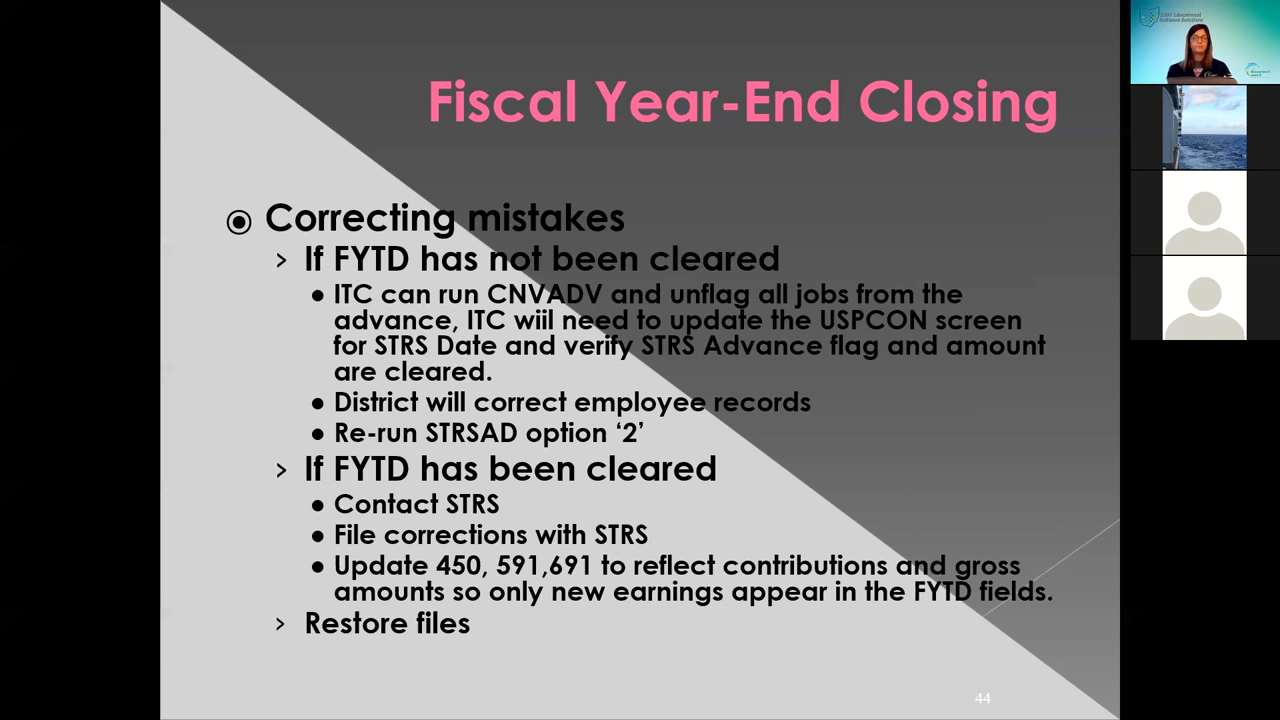 Fiscal Year-End Closing
Correcting mistakes
› If FYTD has not been cleared
● ITC can run CNVADV and unflag all jobs from the
advance, ITC wiil need to update the USPCON screen
for STRS Date and verify STRS Advance flag and amount
are cleared.
● District will correct employee records
● Re-run STRSAD option ‘2’
› If FYTD has been cleared
● Contact STRS
● File corrections with STRS
● Update 450, 591,691 to reflect contributions and gross
amounts so only new earnings appear in the FYTD fields.
› Restore files
44